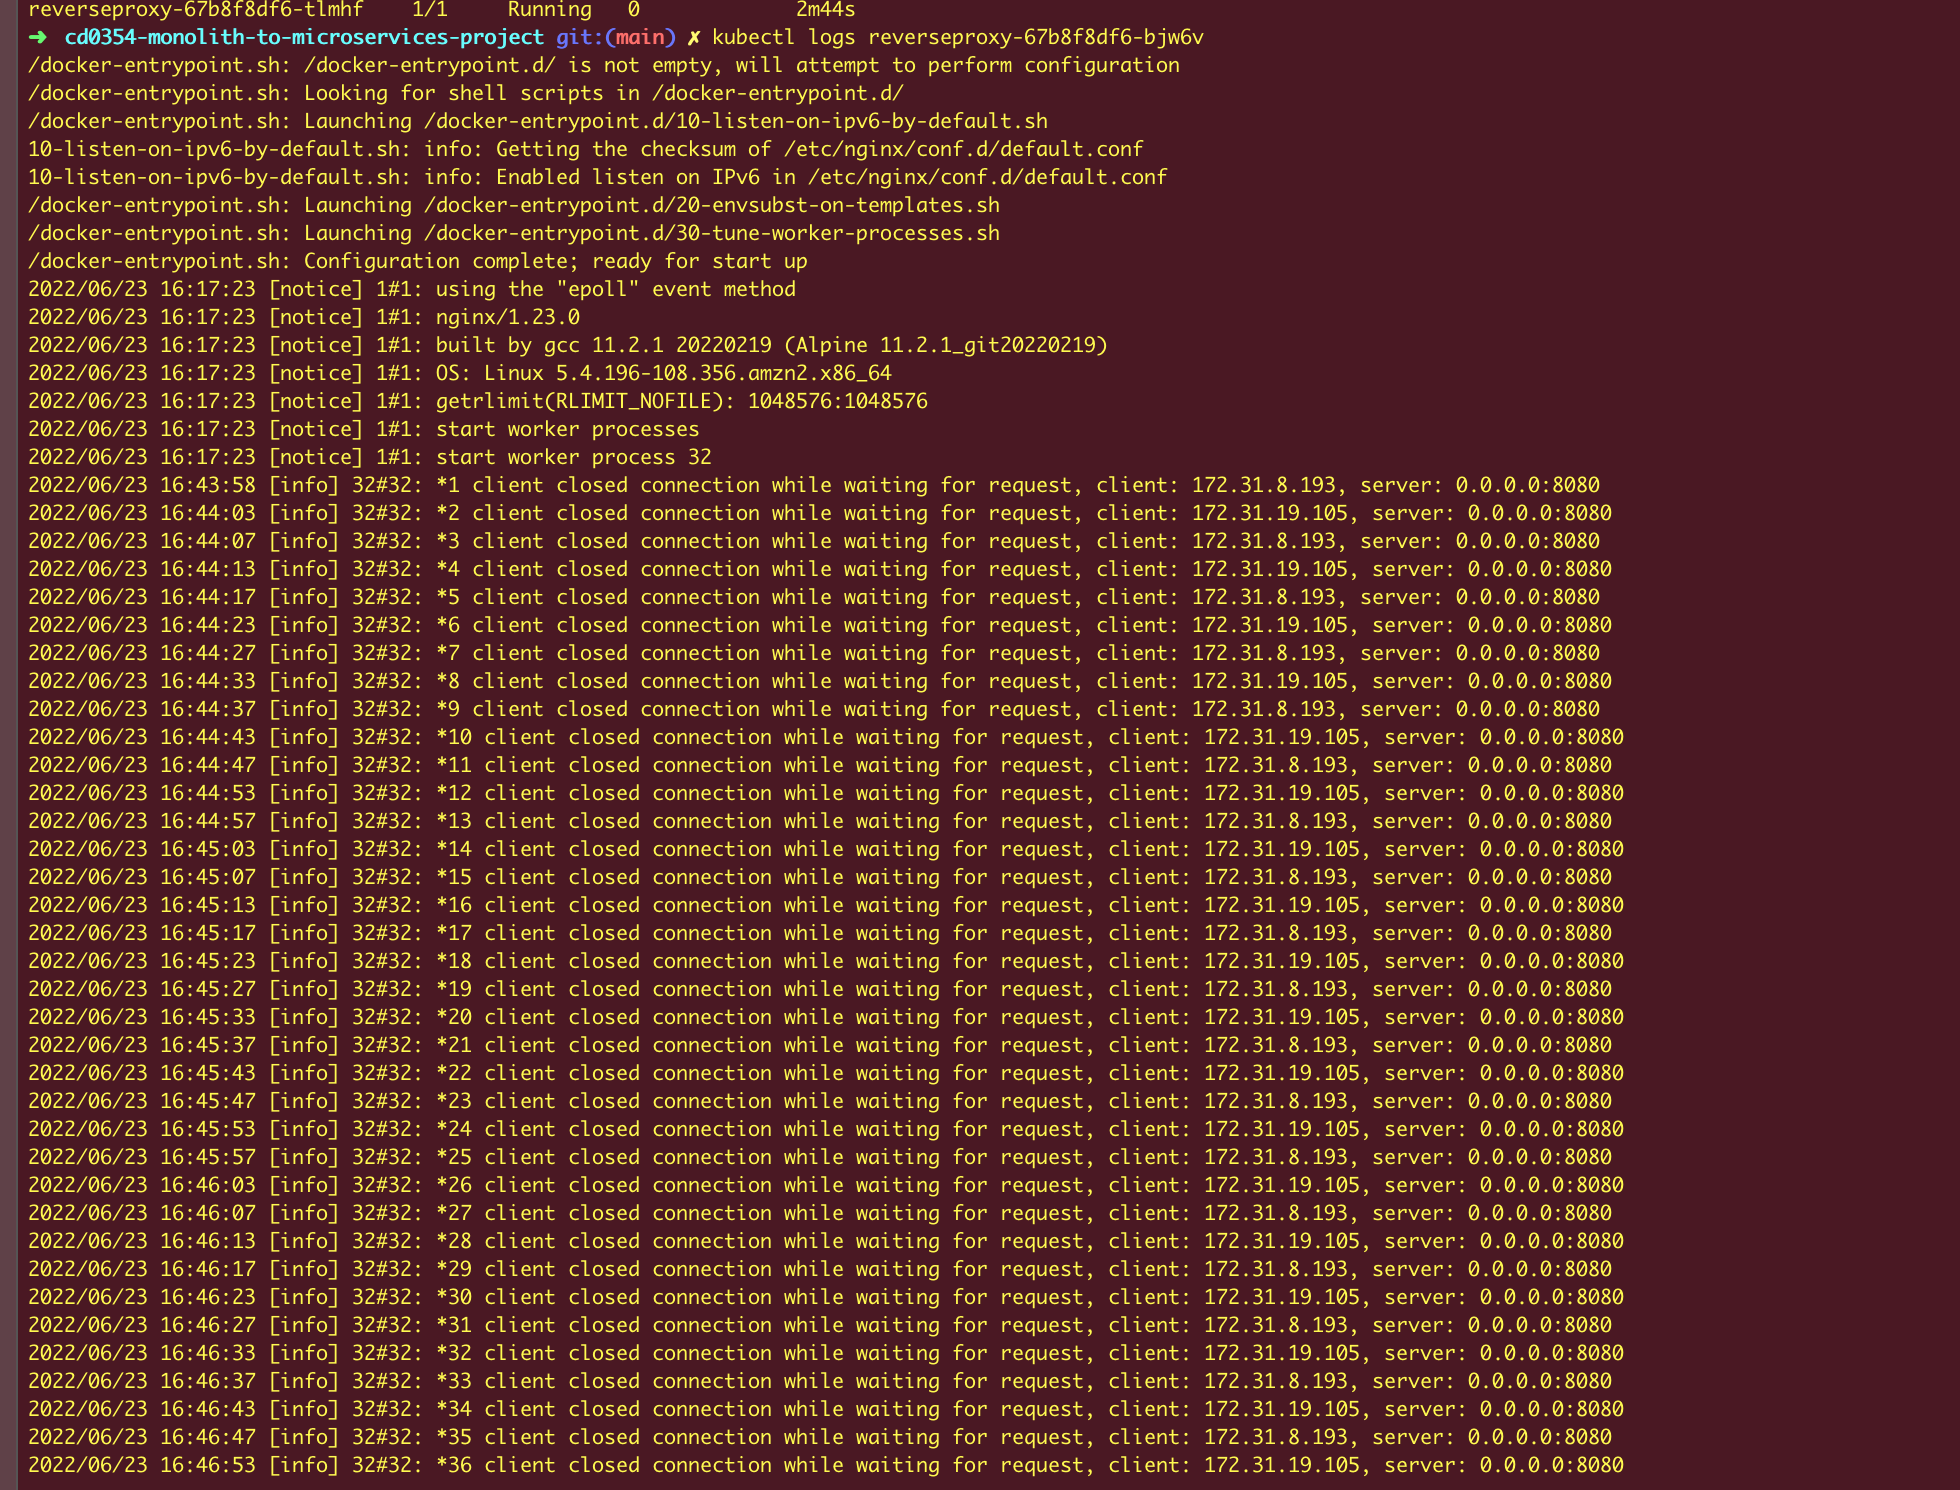 reverseproxy-67b8f8df6-tlmhf    1/1     Running   0             2m44s
➜  cd0354-monolith-to-microservices-project git:(main) ✗ kubectl logs reverseproxy-67b8f8df6-bjw6v
/docker-entrypoint.sh: /docker-entrypoint.d/ is not empty, will attempt to perform configuration
/docker-entrypoint.sh: Looking for shell scripts in /docker-entrypoint.d/
/docker-entrypoint.sh: Launching /docker-entrypoint.d/10-listen-on-ipv6-by-default.sh
10-listen-on-ipv6-by-default.sh: info: Getting the checksum of /etc/nginx/conf.d/default.conf
10-listen-on-ipv6-by-default.sh: info: Enabled listen on IPv6 in /etc/nginx/conf.d/default.conf
/docker-entrypoint.sh: Launching /docker-entrypoint.d/20-envsubst-on-templates.sh
/docker-entrypoint.sh: Launching /docker-entrypoint.d/30-tune-worker-processes.sh
/docker-entrypoint.sh: Configuration complete; ready for start up
2022/06/23 16:17:23 [notice] 1#1: using the "epoll" event method
2022/06/23 16:17:23 [notice] 1#1: nginx/1.23.0
2022/06/23 16:17:23 [notice] 1#1: built by gcc 11.2.1 20220219 (Alpine 11.2.1_git20220219)
2022/06/23 16:17:23 [notice] 1#1: OS: Linux 5.4.196-108.356.amzn2.x86_64
2022/06/23 16:17:23 [notice] 1#1: getrlimit(RLIMIT_NOFILE): 1048576:1048576
2022/06/23 16:17:23 [notice] 1#1: start worker processes
2022/06/23 16:17:23 [notice] 1#1: start worker process 32
2022/06/23 16:43:58 [info] 32#32: *1 client closed connection while waiting for request, client: 172.31.8.193, server: 0.0.0.0:8080
2022/06/23 16:44:03 [info] 32#32: *2 client closed connection while waiting for request, client: 172.31.19.105, server: 0.0.0.0:8080
2022/06/23 16:44:07 [info] 32#32: *3 client closed connection while waiting for request, client: 172.31.8.193, server: 0.0.0.0:8080
2022/06/23 16:44:13 [info] 32#32: *4 client closed connection while waiting for request, client: 172.31.19.105, server: 0.0.0.0:8080
2022/06/23 16:44:17 [info] 32#32: *5 client closed connection while waiting for request, client: 172.31.8.193, server: 0.0.0.0:8080
2022/06/23 16:44:23 [info] 32#32: *6 client closed connection while waiting for request, client: 172.31.19.105, server: 0.0.0.0:8080
2022/06/23 16:44:27 [info] 32#32: *7 client closed connection while waiting for request, client: 172.31.8.193, server: 0.0.0.0:8080
2022/06/23 16:44:33 [info] 32#32: *8 client closed connection while waiting for request, client: 172.31.19.105, server: 0.0.0.0:8080
2022/06/23 16:44:37 [info] 32#32: *9 client closed connection while waiting for request, client: 172.31.8.193, server: 0.0.0.0:8080
2022/06/23 16:44:43 [info] 32#32: *10 client closed connection while waiting for request, client: 172.31.19.105, server: 0.0.0.0:8080
2022/06/23 16:44:47 [info] 32#32: *11 client closed connection while waiting for request, client: 172.31.8.193, server: 0.0.0.0:8080
2022/06/23 16:44:53 [info] 32#32: *12 client closed connection while waiting for request, client: 172.31.19.105, server: 0.0.0.0:8080
2022/06/23 16:44:57 [info] 32#32: *13 client closed connection while waiting for request, client: 172.31.8.193, server: 0.0.0.0:8080
2022/06/23 16:45:03 [info] 32#32: *14 client closed connection while waiting for request, client: 172.31.19.105, server: 0.0.0.0:8080
2022/06/23 16:45:07 [info] 32#32: *15 client closed connection while waiting for request, client: 172.31.8.193, server: 0.0.0.0:8080
2022/06/23 16:45:13 [info] 32#32: *16 client closed connection while waiting for request, client: 172.31.19.105, server: 0.0.0.0:8080
2022/06/23 16:45:17 [info] 32#32: *17 client closed connection while waiting for request, client: 172.31.8.193, server: 0.0.0.0:8080
2022/06/23 16:45:23 [info] 32#32: *18 client closed connection while waiting for request, client: 172.31.19.105, server: 0.0.0.0:8080
2022/06/23 16:45:27 [info] 32#32: *19 client closed connection while waiting for request, client: 172.31.8.193, server: 0.0.0.0:8080
2022/06/23 16:45:33 [info] 32#32: *20 client closed connection while waiting for request, client: 172.31.19.105, server: 0.0.0.0:8080
2022/06/23 16:45:37 [info] 32#32: *21 client closed connection while waiting for request, client: 172.31.8.193, server: 0.0.0.0:8080
2022/06/23 16:45:43 [info] 32#32: *22 client closed connection while waiting for request, client: 172.31.19.105, server: 0.0.0.0:8080
2022/06/23 16:45:47 [info] 32#32: *23 client closed connection while waiting for request, client: 172.31.8.193, server: 0.0.0.0:8080
2022/06/23 16:45:53 [info] 32#32: *24 client closed connection while waiting for request, client: 172.31.19.105, server: 0.0.0.0:8080
2022/06/23 16:45:57 [info] 32#32: *25 client closed connection while waiting for request, client: 172.31.8.193, server: 0.0.0.0:8080
2022/06/23 16:46:03 [info] 32#32: *26 client closed connection while waiting for request, client: 172.31.19.105, server: 0.0.0.0:8080
2022/06/23 16:46:07 [info] 32#32: *27 client closed connection while waiting for request, client: 172.31.8.193, server: 0.0.0.0:8080
2022/06/23 16:46:13 [info] 32#32: *28 client closed connection while waiting for request, client: 172.31.19.105, server: 0.0.0.0:8080
2022/06/23 16:46:17 [info] 32#32: *29 client closed connection while waiting for request, client: 172.31.8.193, server: 0.0.0.0:8080
2022/06/23 16:46:23 [info] 32#32: *30 client closed connection while waiting for request, client: 172.31.19.105, server: 0.0.0.0:8080
2022/06/23 16:46:27 [info] 32#32: *31 client closed connection while waiting for request, client: 172.31.8.193, server: 0.0.0.0:8080
2022/06/23 16:46:33 [info] 32#32: *32 client closed connection while waiting for request, client: 172.31.19.105, server: 0.0.0.0:8080
2022/06/23 16:46:37 [info] 32#32: *33 client closed connection while waiting for request, client: 172.31.8.193, server: 0.0.0.0:8080
2022/06/23 16:46:43 [info] 32#32: *34 client closed connection while waiting for request, client: 172.31.19.105, server: 0.0.0.0:8080
2022/06/23 16:46:47 [info] 32#32: *35 client closed connection while waiting for request, client: 172.31.8.193, server: 0.0.0.0:8080
2022/06/23 16:46:53 [info] 32#32: *36 client closed connection while waiting for request, client: 172.31.19.105, server: 0.0.0.0:8080